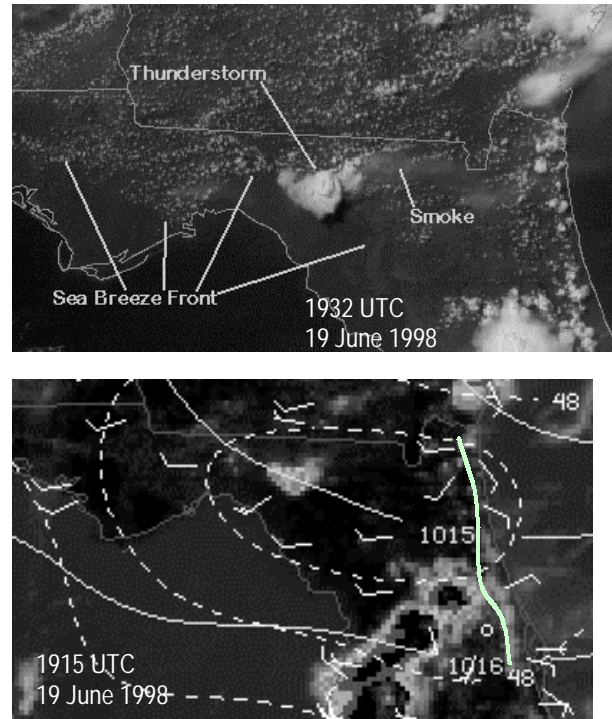 Thunderstorm
Smoke
Sea Breeze Front
1932 UTC
19 June 1998
48
1015
1016
48
1915 UTC
19 June 1998